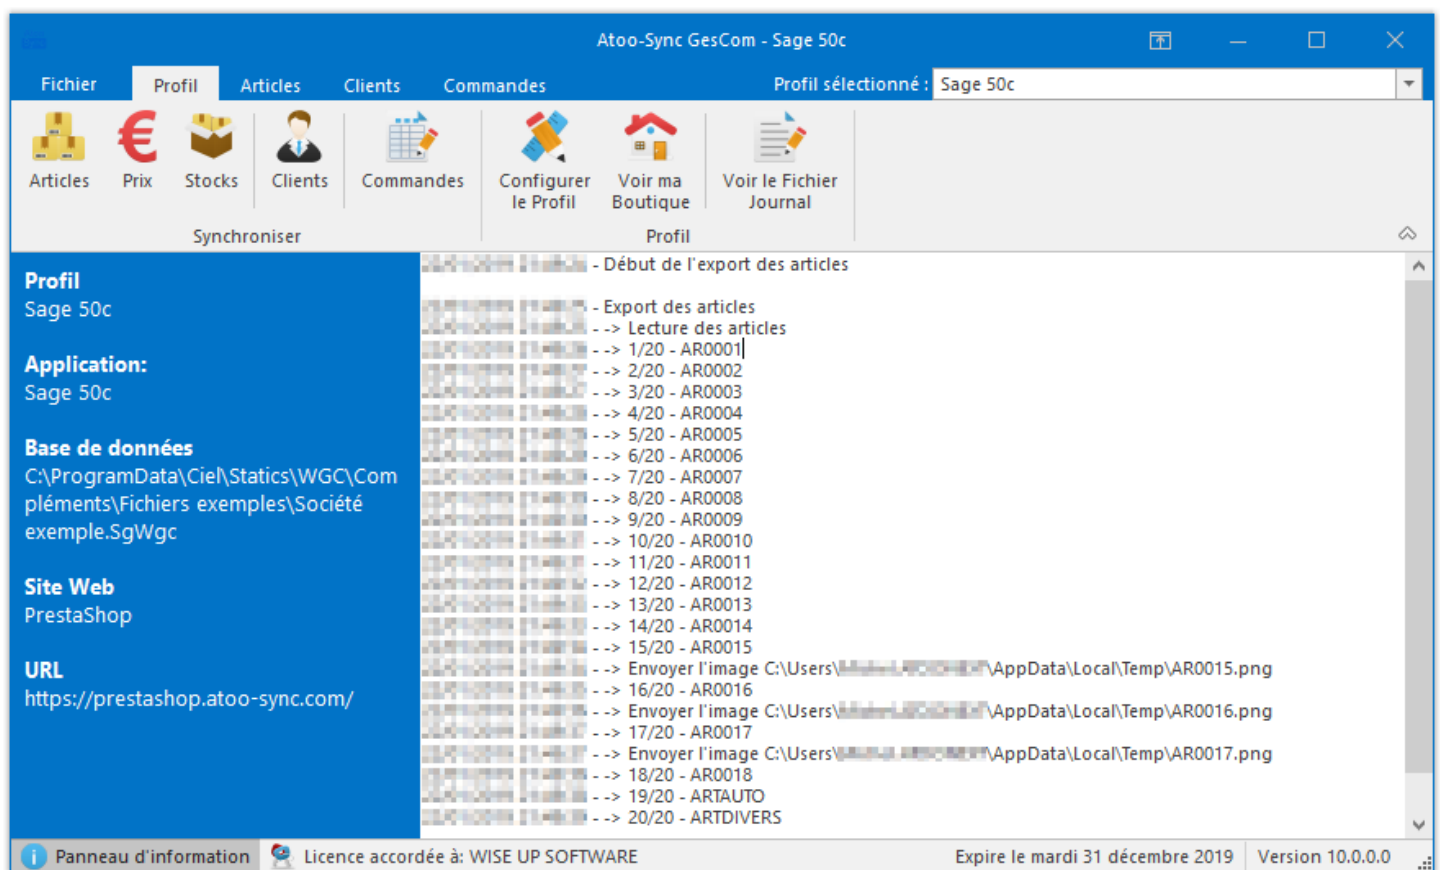 Atoo-Sync GesCom - Sage 50c
Fichier Profil Articles Clients Commandes Profil sélectionné : Sage 50c
Articles Prix Stocks Clients Commandes Configurer le Profil Voir ma Boutique Voir le Fichier Journal
Synchroniser Profil
Profil
Sage 50c
Application:
Sage 50c
Base de données
C:\ProgramData\Ciel\Statics\WGC\Com
pléments\Fichiers exemples\Société
exemple.SgWgc
Site Web
PrestaShop
URL
https://prestashop.atoo-sync.com/
- Début de l'export des articles
- Export des articles
- --> Lecture des articles
- --> 1/20 - AR0001
- --> 2/20 - AR0002
- --> 3/20 - AR0003
- --> 4/20 - AR0004
- --> 5/20 - AR0005
- --> 6/20 - AR0006
- --> 7/20 - AR0007
- --> 8/20 - AR0008
- --> 9/20 - AR0009
- --> 10/20 - AR0010
- --> 11/20 - AR0011
- --> 12/20 - AR0012
- --> 13/20 - AR0013
- --> 14/20 - AR0014
- --> 15/20 - AR0015
- --> Envoyer l'image C:\Users\ \AppData\Local\Temp\AR0015.png
- --> 16/20 - AR0016
- --> Envoyer l'image C:\Users\ \AppData\Local\Temp\AR0016.png
- --> 17/20 - AR0017
- --> Envoyer l'image C:\Users\ \AppData\Local\Temp\AR0017.png
- --> 18/20 - AR0018
- --> 19/20 - ARTAUTO
- --> 20/20 - ARTDIVERS
Panneau d'information Licence accordée à: WISE UP SOFTWARE Expire le mardi 31 décembre 2019 Version 10.0.0.0